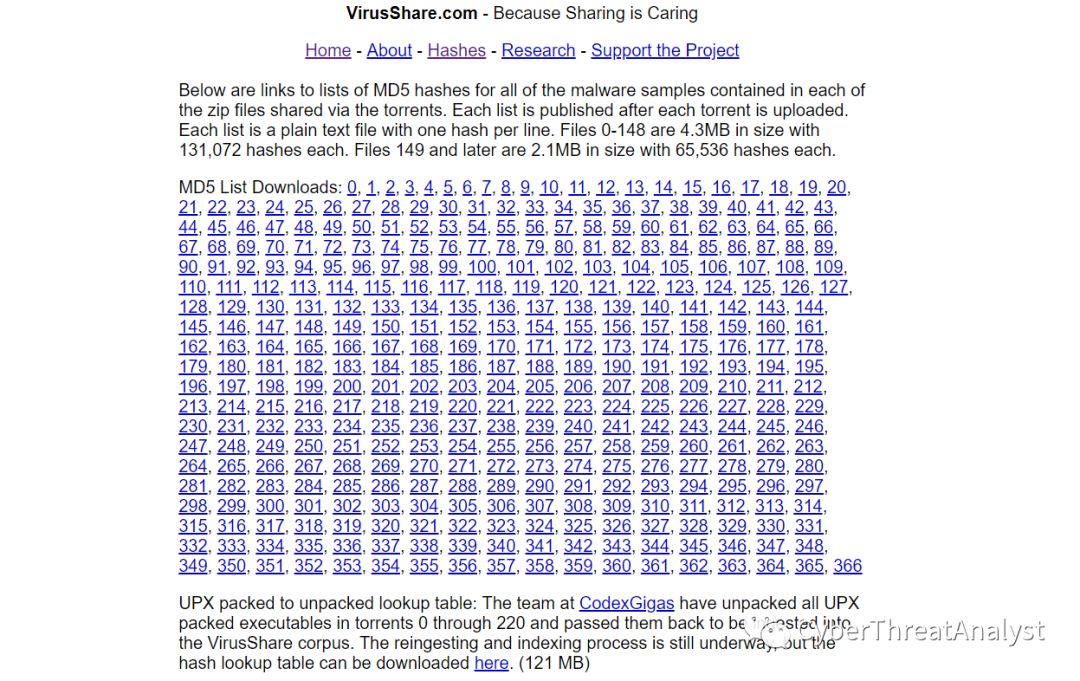 VirusShare.com - Because Sharing is Caring
Home - About - Hashes - Research - Support the Project
Below are links to lists of MD5 hashes for all of the malware samples contained in each of
the zip files shared via the torrents. Each list is published after each torrent is uploaded.
Each list is a plain text file with one hash per line. Files 0-148 are 4.3MB in size with
131,072 hashes each. Files 149 and later are 2.1MB in size with 65,536 hashes each.
MD5 List Downloads: 0, 1, 2, 3, 4, 5, 6, 7, 8, 9, 10, 11, 12, 13, 14, 15, 16, 17, 18, 19, 20,
21, 22, 23, 24, 25, 26, 27, 28, 29, 30, 31, 32, 33, 34, 35, 36, 37, 38, 39, 40, 41, 42, 43,
44, 45, 46, 47, 48, 49, 50, 51, 52, 53, 54, 55, 56, 57, 58, 59, 60, 61, 62, 63, 64, 65, 66,
67, 68, 69, 70, 71, 72, 73, 74, 75, 76, 77, 78, 79, 80, 81, 82, 83, 84, 85, 86, 87, 88, 89,
90, 91, 92, 93, 94, 95, 96, 97, 98, 99, 100, 101, 102, 103, 104, 105, 106, 107, 108, 109,
110, 111, 112, 113, 114, 115, 116, 117, 118, 119, 120, 121, 122, 123, 124, 125, 126, 127,
128, 129, 130, 131, 132, 133, 134, 135, 136, 137, 138, 139, 140, 141, 142, 143, 144,
145, 146, 147, 148, 149, 150, 151, 152, 153, 154, 155, 156, 157, 158, 159, 160, 161,
162, 163, 164, 165, 166, 167, 168, 169, 170, 171, 172, 173, 174, 175, 176, 177, 178,
179, 180, 181, 182, 183, 184, 185, 186, 187, 188, 189, 190, 191, 192, 193, 194, 195,
196, 197, 198, 199, 200, 201, 202, 203, 204, 205, 206, 207, 208, 209, 210, 211, 212,
213, 214, 215, 216, 217, 218, 219, 220, 221, 222, 223, 224, 225, 226, 227, 228, 229,
230, 231, 232, 233, 234, 235, 236, 237, 238, 239, 240, 241, 242, 243, 244, 245, 246,
247, 248, 249, 250, 251, 252, 253, 254, 255, 256, 257, 258, 259, 260, 261, 262, 263,
264, 265, 266, 267, 268, 269, 270, 271, 272, 273, 274, 275, 276, 277, 278, 279, 280,
281, 282, 283, 284, 285, 286, 287, 288, 289, 290, 291, 292, 293, 294, 295, 296, 297,
298, 299, 300, 301, 302, 303, 304, 305, 306, 307, 308, 309, 310, 311, 312, 313, 314,
315, 316, 317, 318, 319, 320, 321, 322, 323, 324, 325, 326, 327, 328, 329, 330, 331,
332, 333, 334, 335, 336, 337, 338, 339, 340, 341, 342, 343, 344, 345, 346, 347, 348,
349, 350, 351, 352, 353, 354, 355, 356, 357, 358, 359, 360, 361, 362, 363, 364, 365, 366
UPX packed to unpacked lookup table: The team at CodexGigas have unpacked all UPX
packed executables in torrents 0 through 220 and passed them back to be into
the VirusShare corpus. The reingesting and indexing process is still underway, but the
hash lookup table can be downloaded here. (121 MB)
CyberThreatAnalyst